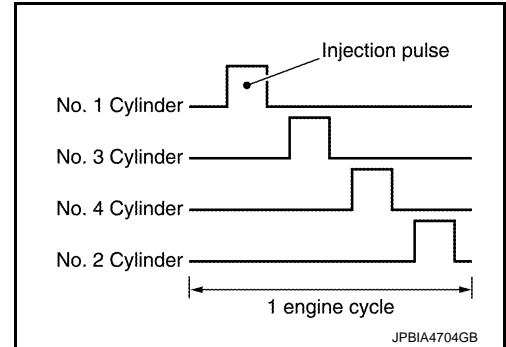 Injection pulse
No. 1 Cylinder
No. 3 Cylinder
No. 4 Cylinder
No. 2 Cylinder
1 engine cycle
JPBIA4704GB